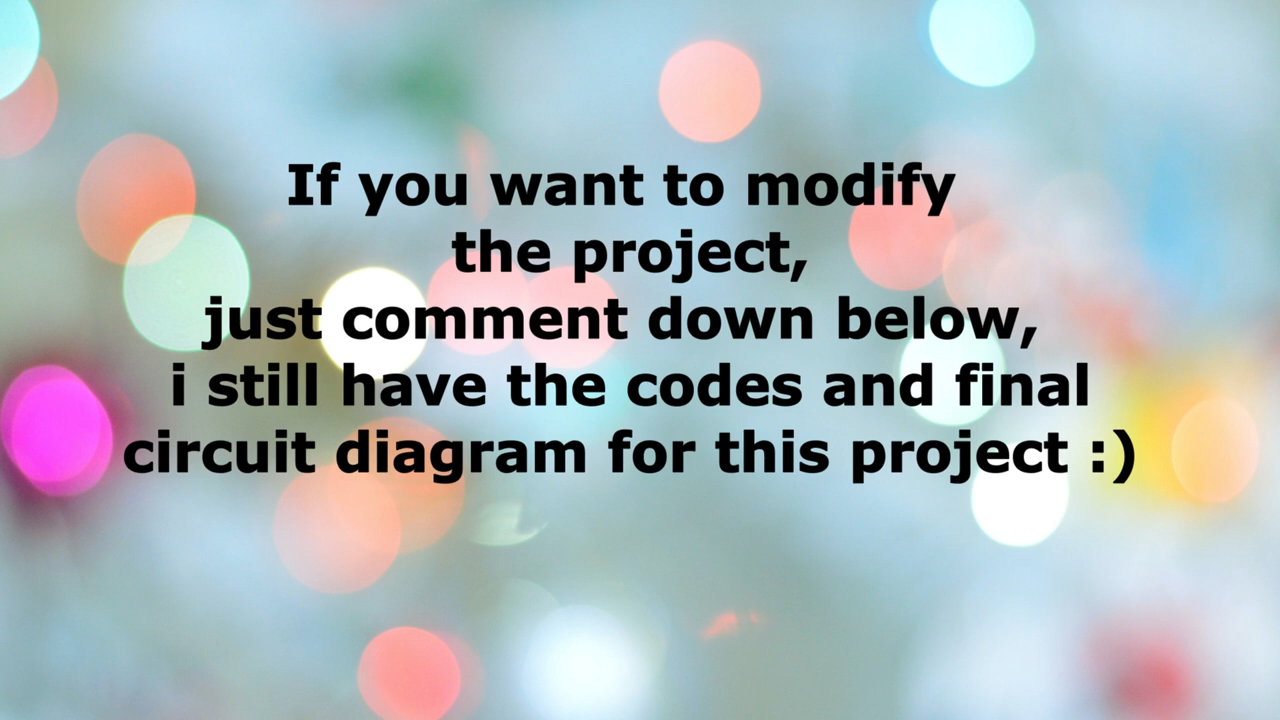 If you want to modify
the project,
just comment down below,
i still have the codes and final
circuit diagram for this project :)